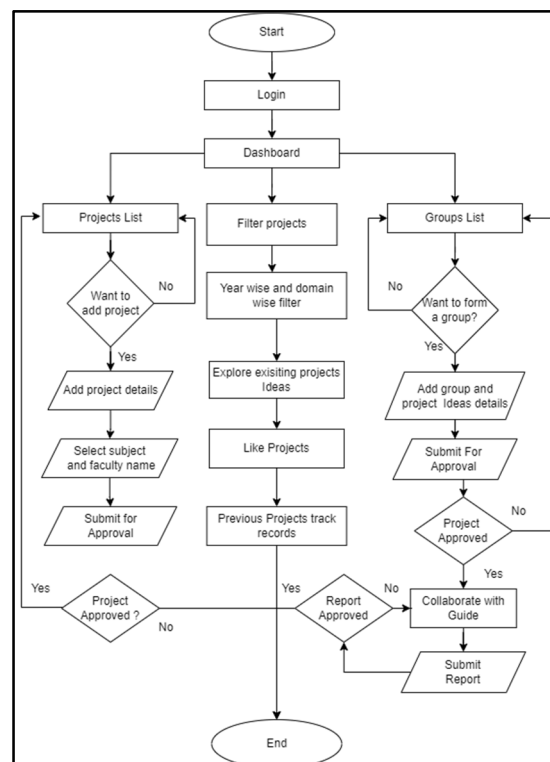 Start
Login
Dashboard
Projects List
Filter projects
Groups List
No
Want to
add project
Year wise and domain
wise filter
No
Want to form
a group?
Yes
Yes
Add project details
Explore exisiting projects
Ideas
Add group and
project Ideas details
Select subject
and faculty name
Like Projects
Submit For
Approval
Submit for
Approval
Previous Projects track
records
Project
Approved
No
Yes
Yes
Project
Approved ?
No
Yes
Report
Approved
No
Collaborate with
Guide
Submit
Report
End